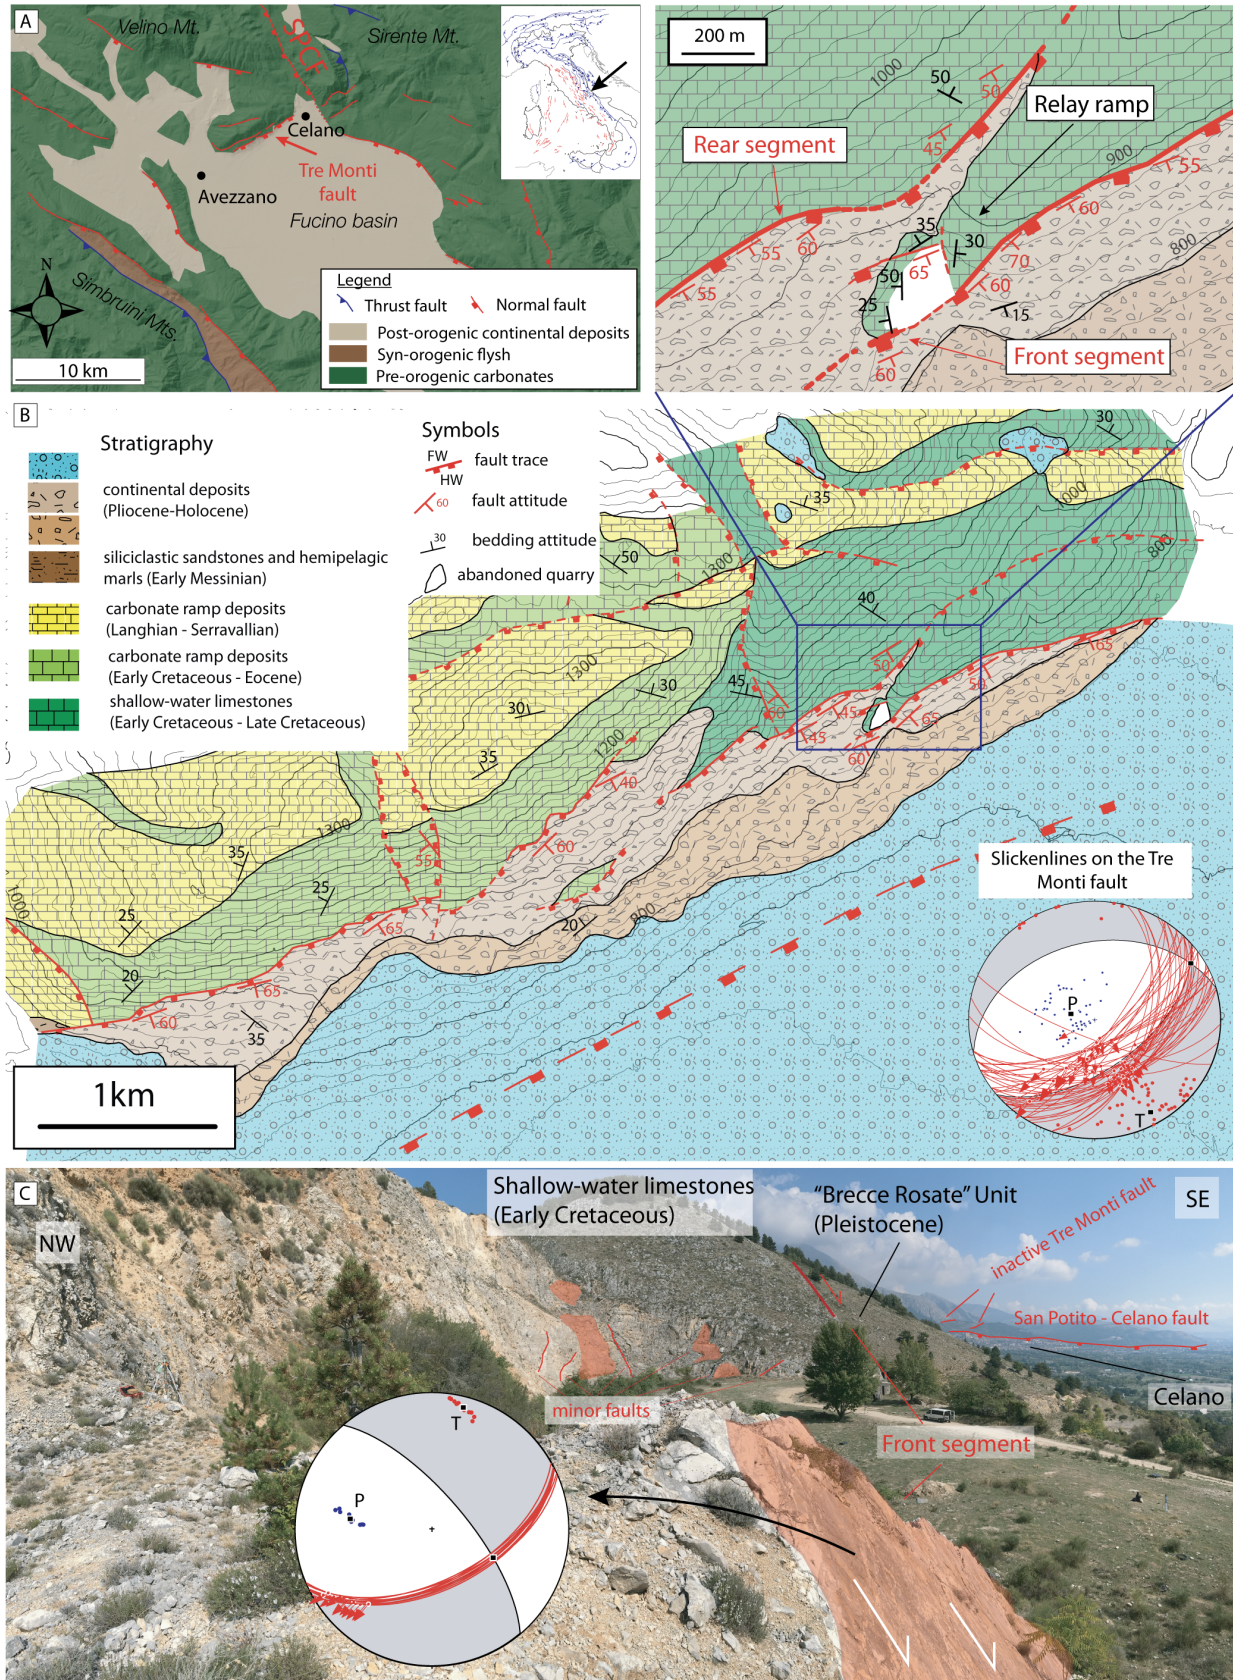 A
Velino Mt.
SPCF
Sirente Mt.
Celano
Tre Monti
fault
Avezzano
Fucino basin
N
Simbruini Mts.
10 km
Legend
Thrust fault
Normal fault
Post-orogenic continental deposits
Syn-orogenic flysh
Pre-orogenic carbonates
200 m
1000
50
50
Relay ramp
Rear segment
45
900
55
60
35
30
55
60
65
70
800
50
60
55
25
15
Front segment
60
B
Stratigraphy
continental deposits
(Pliocene-Holocene)
siliciclastic sandstones and hemipelagic
marls (Early Messinian)
carbonate ramp deposits
(Langhian - Serravallian)
carbonate ramp deposits
(Early Cretaceous - Eocene)
shallow-water limestones
(Early Cretaceous - Late Cretaceous)
Symbols
FW
fault trace
HW
60
fault attitude
30
bedding attitude
abandoned quarry
30
35
1000
50
1300
800
40
1300
50
65
30
45
50
30
60
45
65
45
1200
60
35
40
1300
60
35
55
25
1000
25
65
20
800
20
65
60
35
Slickenlines on the Tre
Monti fault
P
T
1km
C
NW
Shallow-water limestones
(Early Cretaceous)
"Brecce Rosate" Unit
(Pleistocene)
inactive Tre Monti fault
SE
San Potito - Celano fault
Celano
minor faults
Front segment
T
P